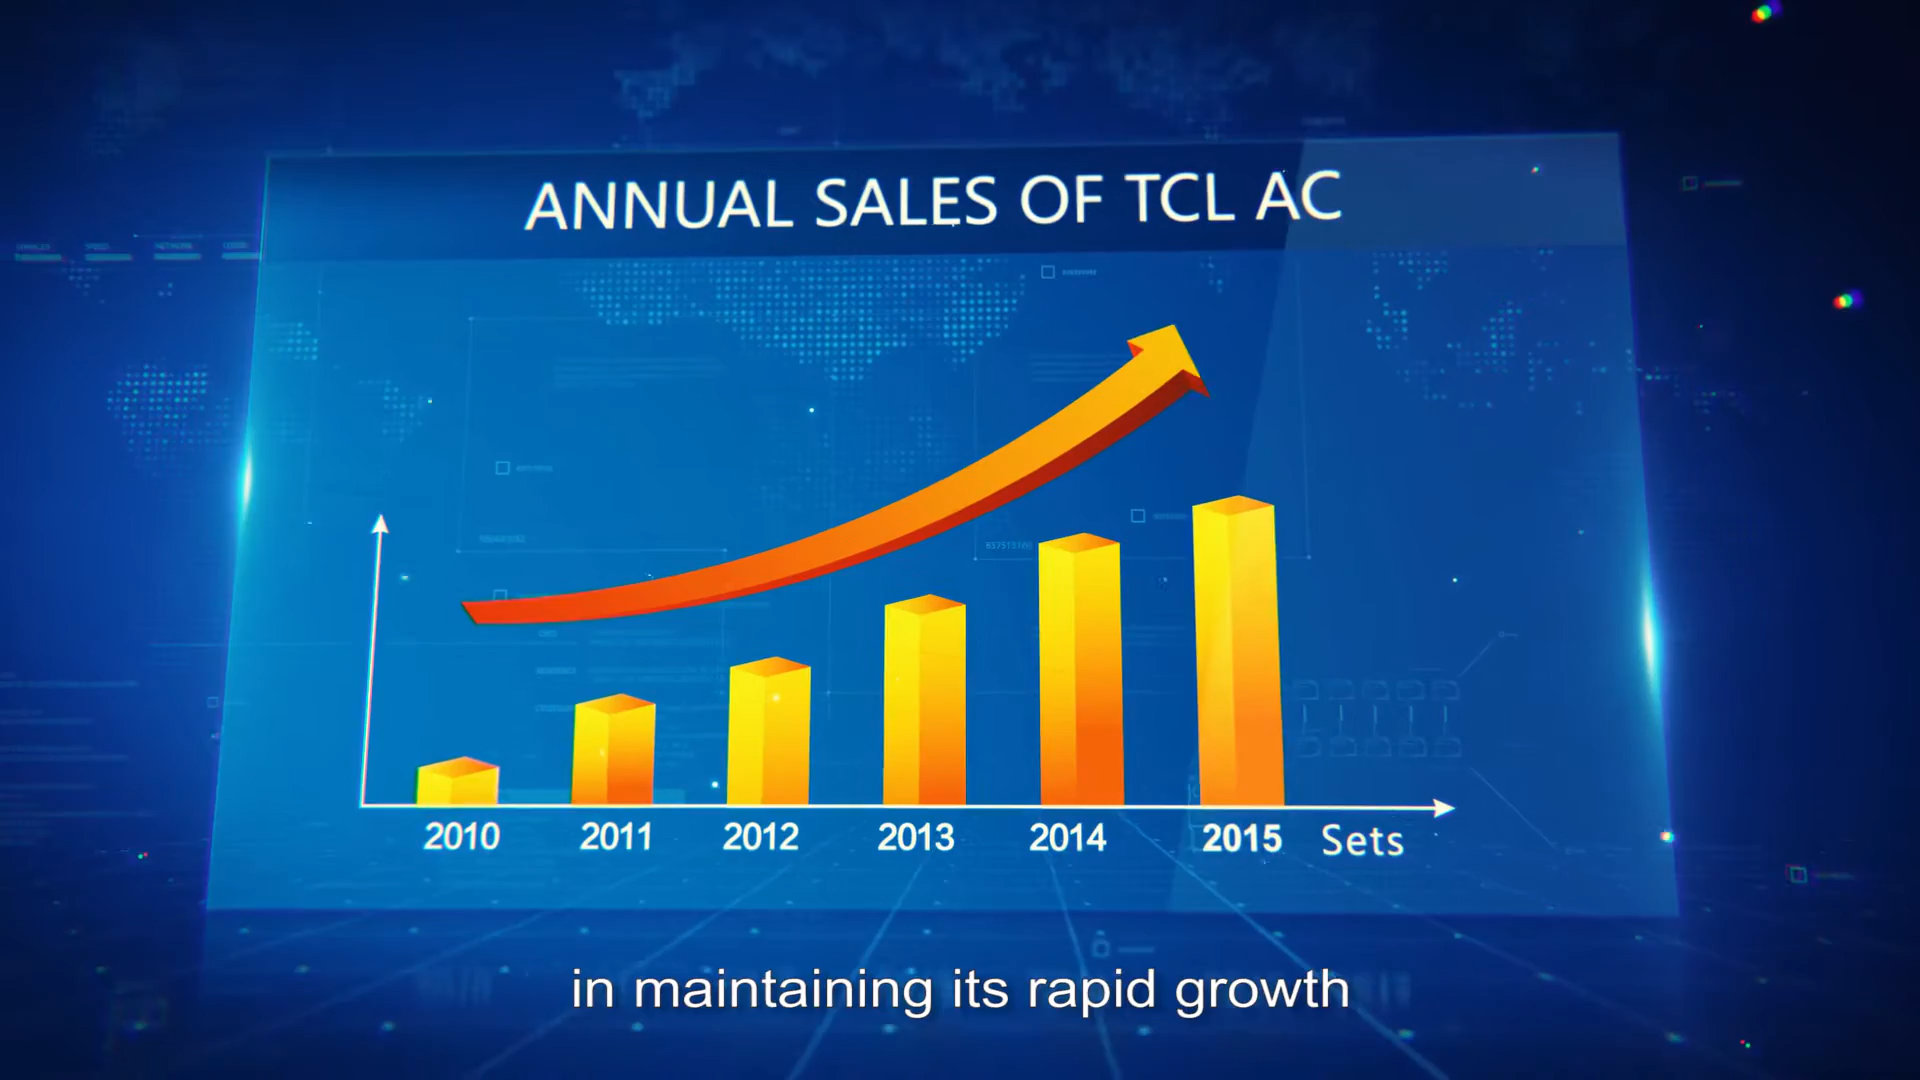 ANNUAL SALES OF TCL AC
2010 2011 2012 2013 2014 2015 Sets
in maintaining its rapid growth